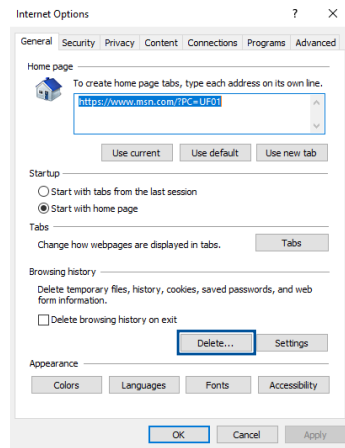 Internet Options ? ×
General Security Privacy Content Connections Programs Advanced
Home page
To create home page tabs, type each address on its own line.
https://www.msn.com/?PC=UF01
Use current Use default Use new tab
Startup
Start with tabs from the last session
Start with home page
Tabs
Change how webpages are displayed in tabs. Tabs
Browsing history
Delete temporary files, history, cookies, saved passwords, and web
form information.
Delete browsing history on exit
Delete... Settings
Appearance
Colors Languages Fonts Accessibility
OK Cancel Apply